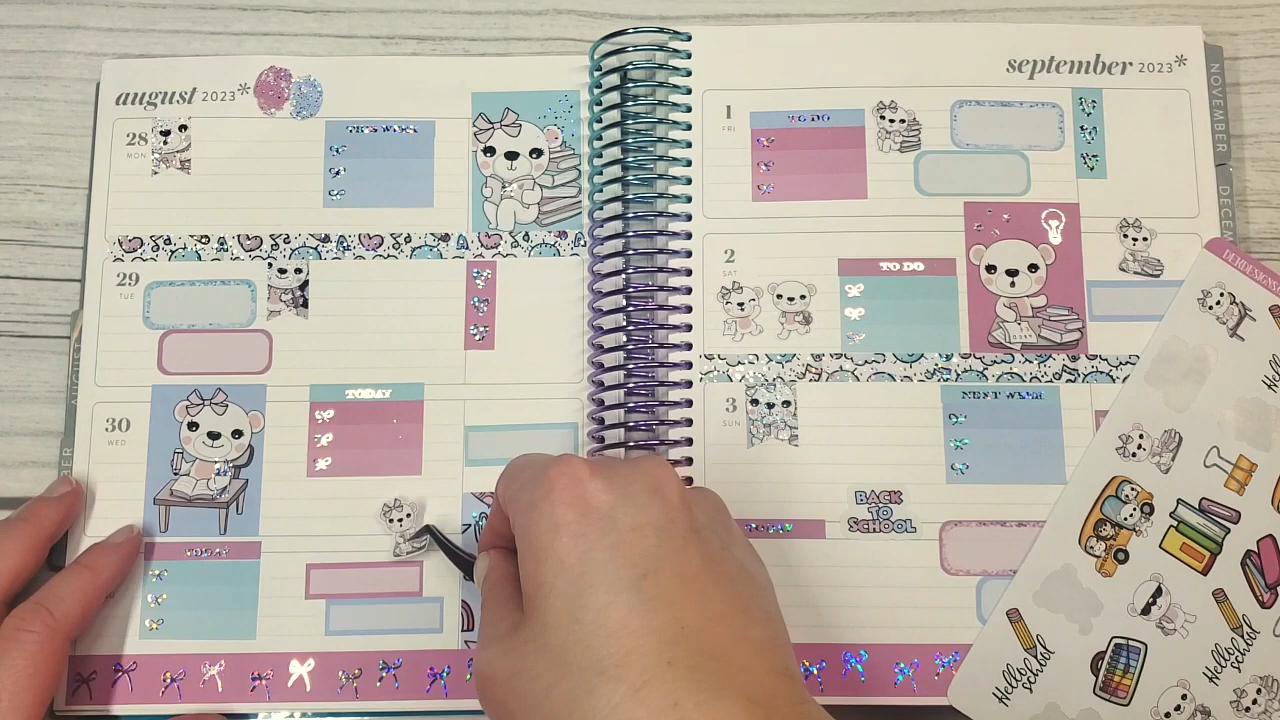 august 2023*
28
MON
THIS WEEK
29
TUE
30
WED
TODAY
TODAY
september 2023*
1
FRI
TO DO
2
SAT
TO DO
3
SUN
NEXT WEEK
TODAY
BACK
TO
SCHOOL
NOVEMBER
AUGUST
Hello
school
Hello
school